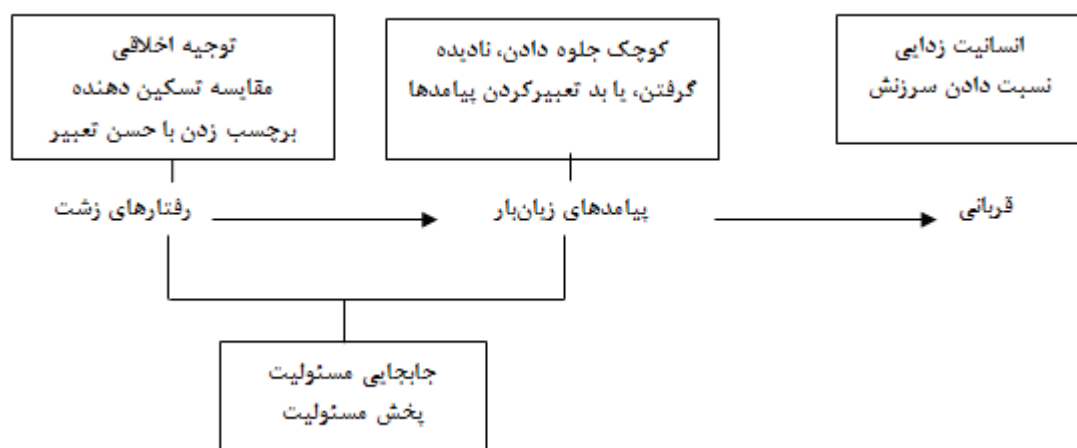 توجیه اخلاقی
مقایسه تسکین دهنده
برچسب زدن با حسن تعبیر
کوچک جلوه دادن، نادیده
گرفتن، یا بد تعبیرکردن پیامدها
انسانیت زدایی
نسبت دادن سرزنش
رفتارهای زشت
پیامدهای زیان‌بار
قربانی
جابجایی مسئولیت
پخش مسئولیت